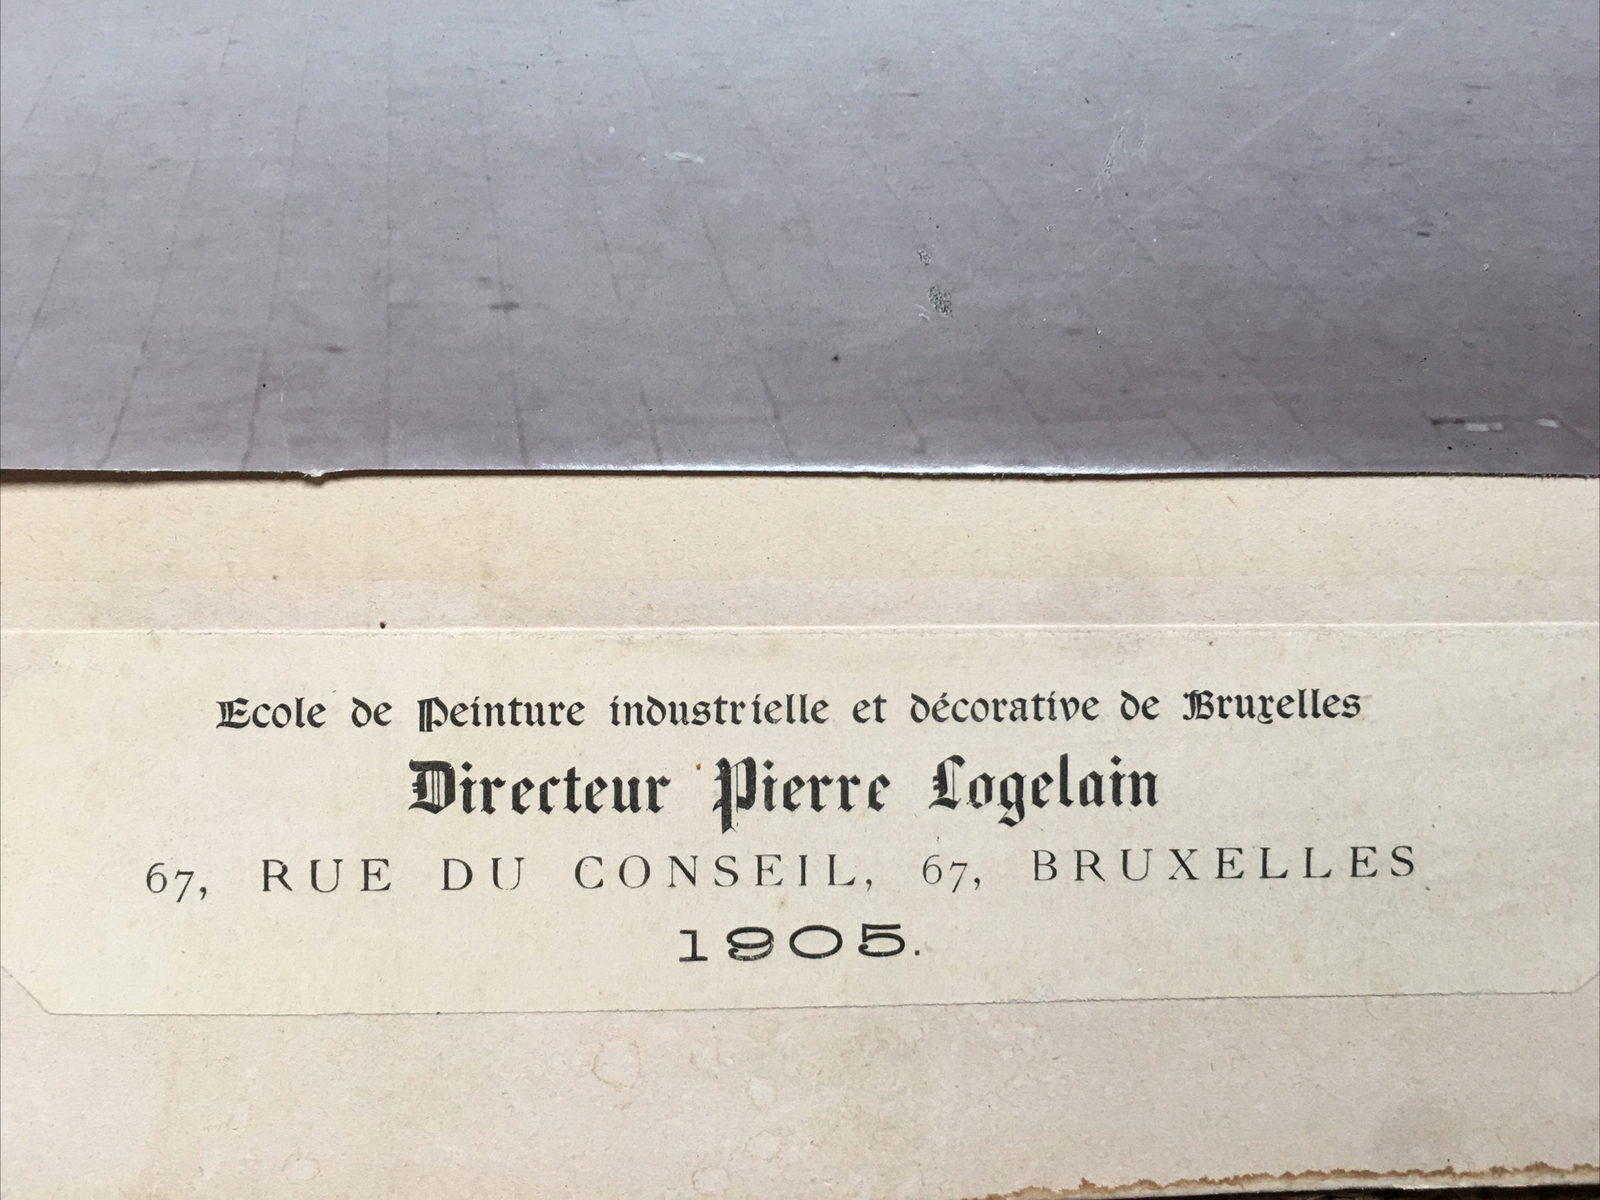 Ecole de Peinture industrielle et décorative de Bruxelles
Directeur Pierre Logelain
67, RUE DU CONSEIL, 67, BRUXELLES
1905.